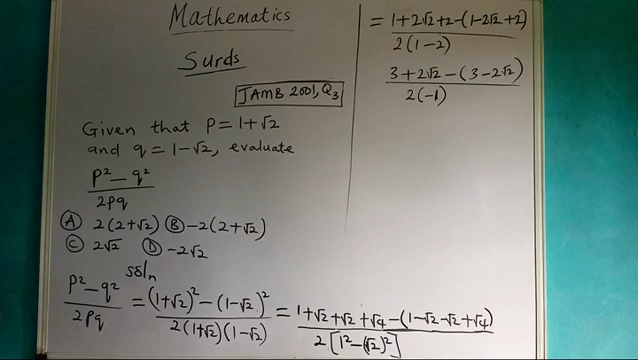 Mathematics
Surds
JAMB 2001, Q3
Given that P = 1+√2
and q = 1-√2, evaluate
P² - q²
2pq
(A) 2(2+√2) (B) -2(2+√2)
(C) 2√2 (D) -2√2
soln
P² - q² / 2pq = (1+√2)² - (1-√2)² / 2(1+√2)(1-√2) = 1+√2+√2+√4-(1-√2-√2+√4) / 2[1²-(√2)²]
= 1+2√2+2-(1-2√2+2)
2(1-2)
3+2√2-(3-2√2)
2(-1)